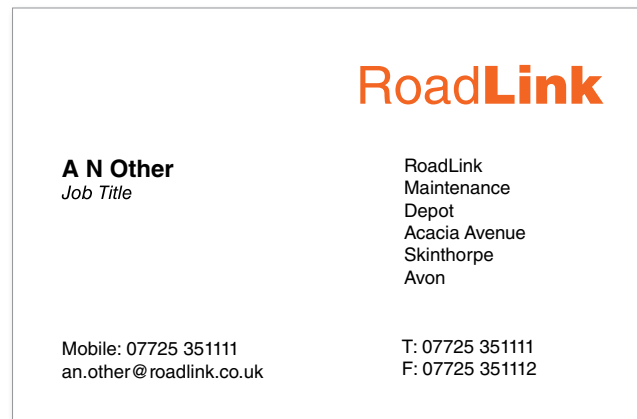 RoadLink
A N Other
Job Title
RoadLink
Maintenance
Depot
Acacia Avenue
Skinthorpe
Avon
Mobile: 07725 351111
an.other@roadlink.co.uk
T: 07725 351111
F: 07725 351112